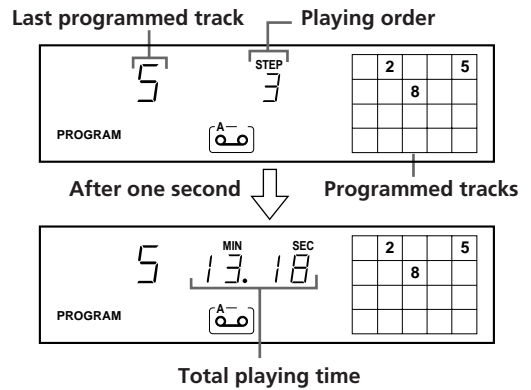 Last programmed track Playing order
STEP
5 3
2 5
8
PROGRAM
A
After one second Programmed tracks
MIN SEC
5 13. 18
2 5
8
PROGRAM
A
Total playing time